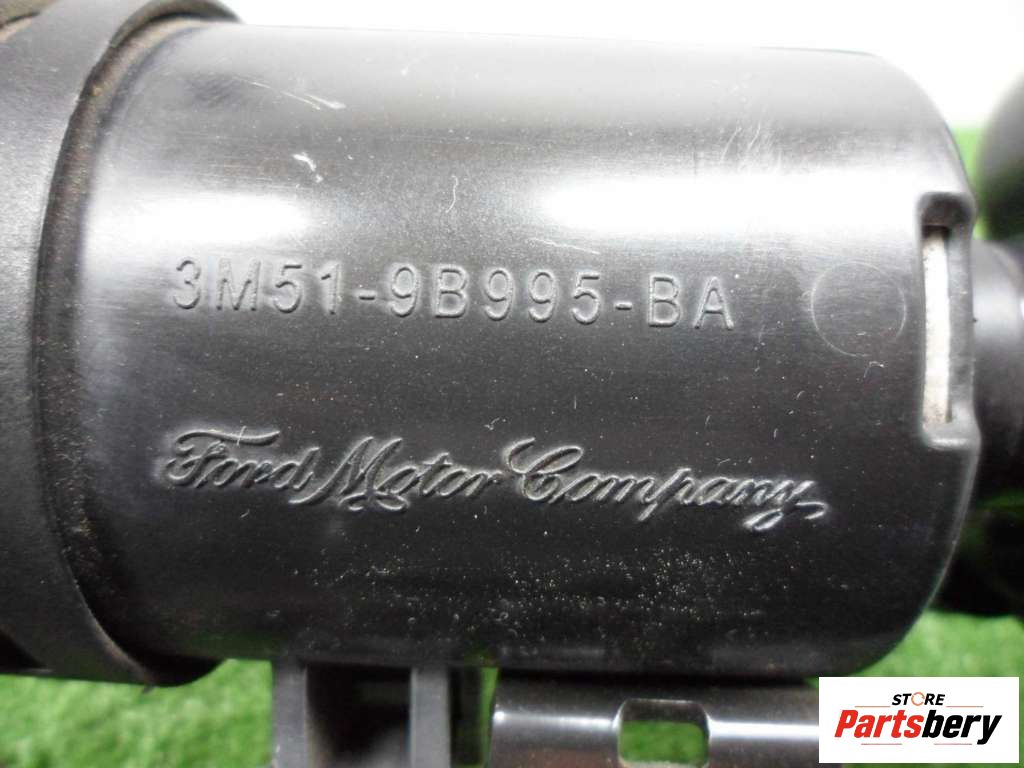 3M51-9B995-BA
Ford Motor Company
STORE
Partsbery